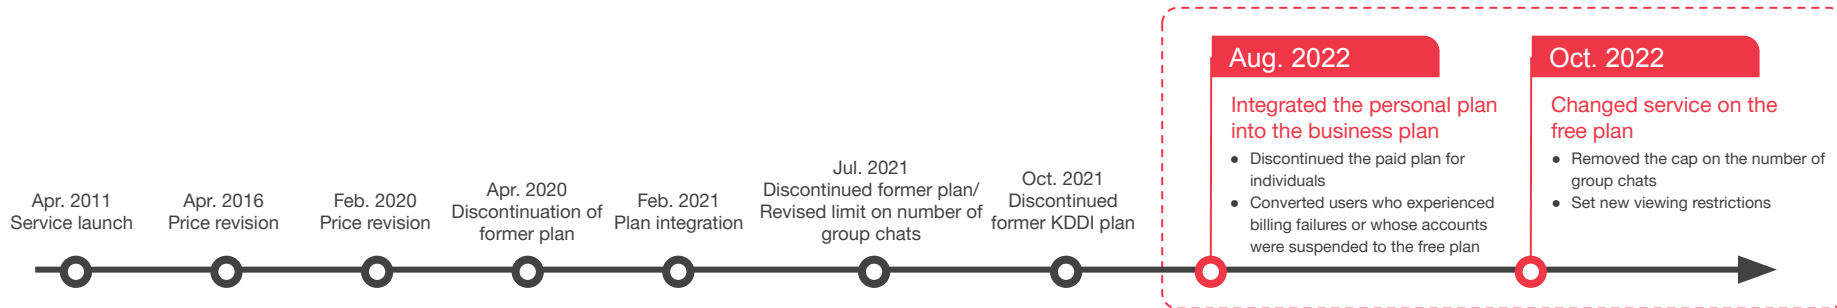 Apr. 2011
Service launch
Apr. 2016
Price revision
Feb. 2020
Price revision
Apr. 2020
Discontinuation of
former plan
Feb. 2021
Plan integration
Jul. 2021
Discontinued former plan/
Revised limit on number of
group chats
Oct. 2021
Discontinued
former KDDI plan
Aug. 2022
Integrated the personal plan
into the business plan
● Discontinued the paid plan for
individuals
● Converted users who experienced
billing failures or whose accounts
were suspended to the free plan
Oct. 2022
Changed service on the
free plan
● Removed the cap on the number of
group chats
● Set new viewing restrictions